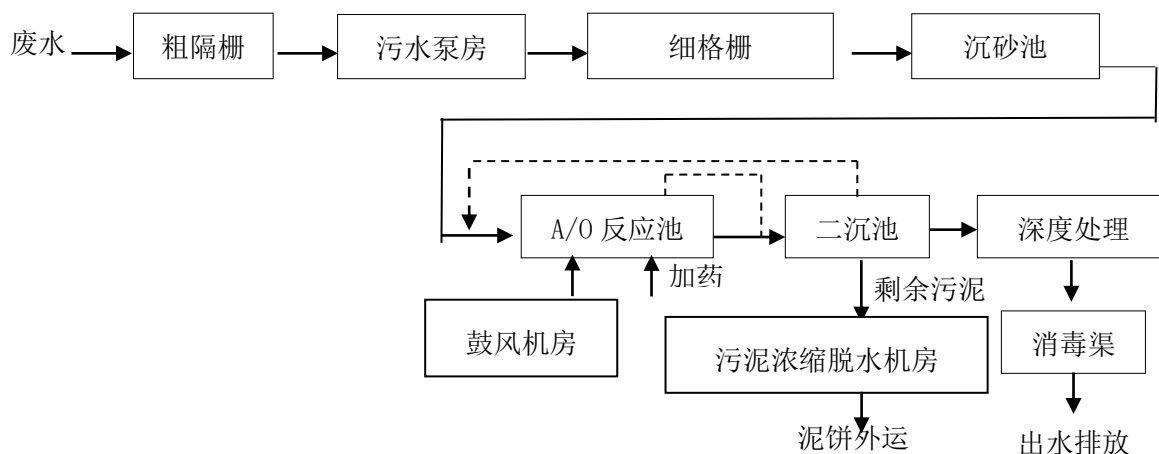 废水
粗隔栅
污水泵房
细格栅
沉砂池
A/O 反应池
二沉池
深度处理
加药
剩余污泥
鼓风机房
污泥浓缩脱水机房
消毒渠
泥饼外运
出水排放